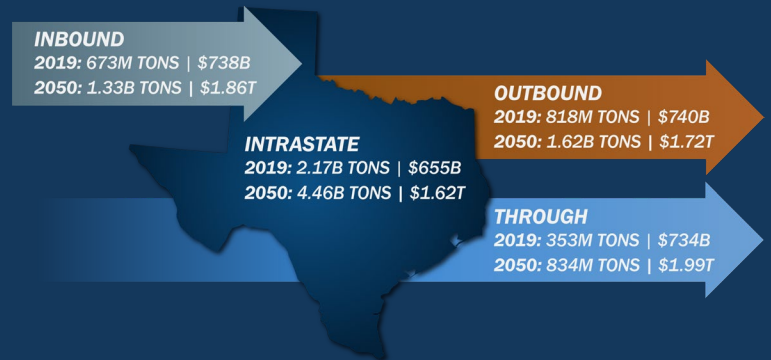 INBOUND
2019: 673M TONS | $738B
2050: 1.33B TONS | $1.86T
OUTBOUND
2019: 818M TONS | $740B
2050: 1.62B TONS | $1.72T
INTRASTATE
2019: 2.17B TONS | $655B
2050: 4.46B TONS | $1.62T
THROUGH
2019: 353M TONS | $734B
2050: 834M TONS | $1.99T